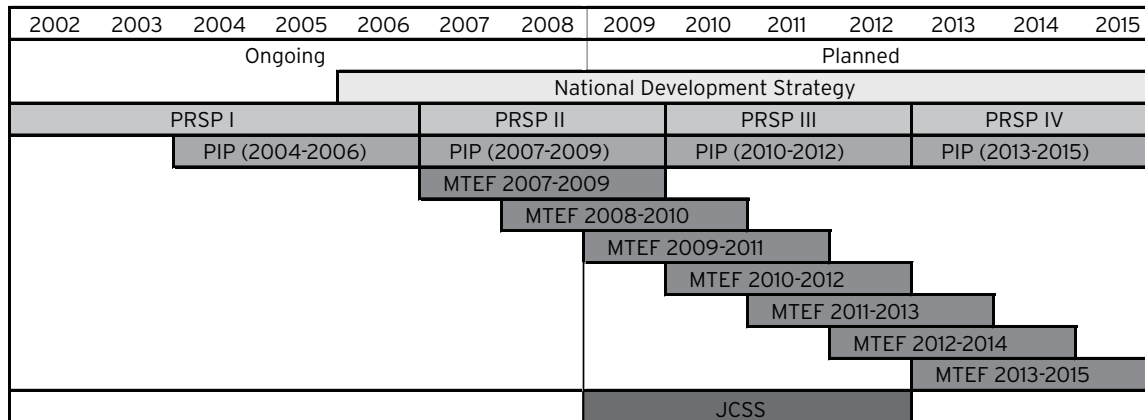 2002 2003 2004 2005 2006 2007 2008 2009 2010 2011 2012 2013 2014 2015
Ongoing Planned
National Development Strategy
PRSP I PRSP II PRSP III PRSP IV
PIP (2004-2006) PIP (2007-2009) PIP (2010-2012) PIP (2013-2015)
MTEF 2007-2009
MTEF 2008-2010
MTEF 2009-2011
MTEF 2010-2012
MTEF 2011-2013
MTEF 2012-2014
MTEF 2013-2015
JCSS